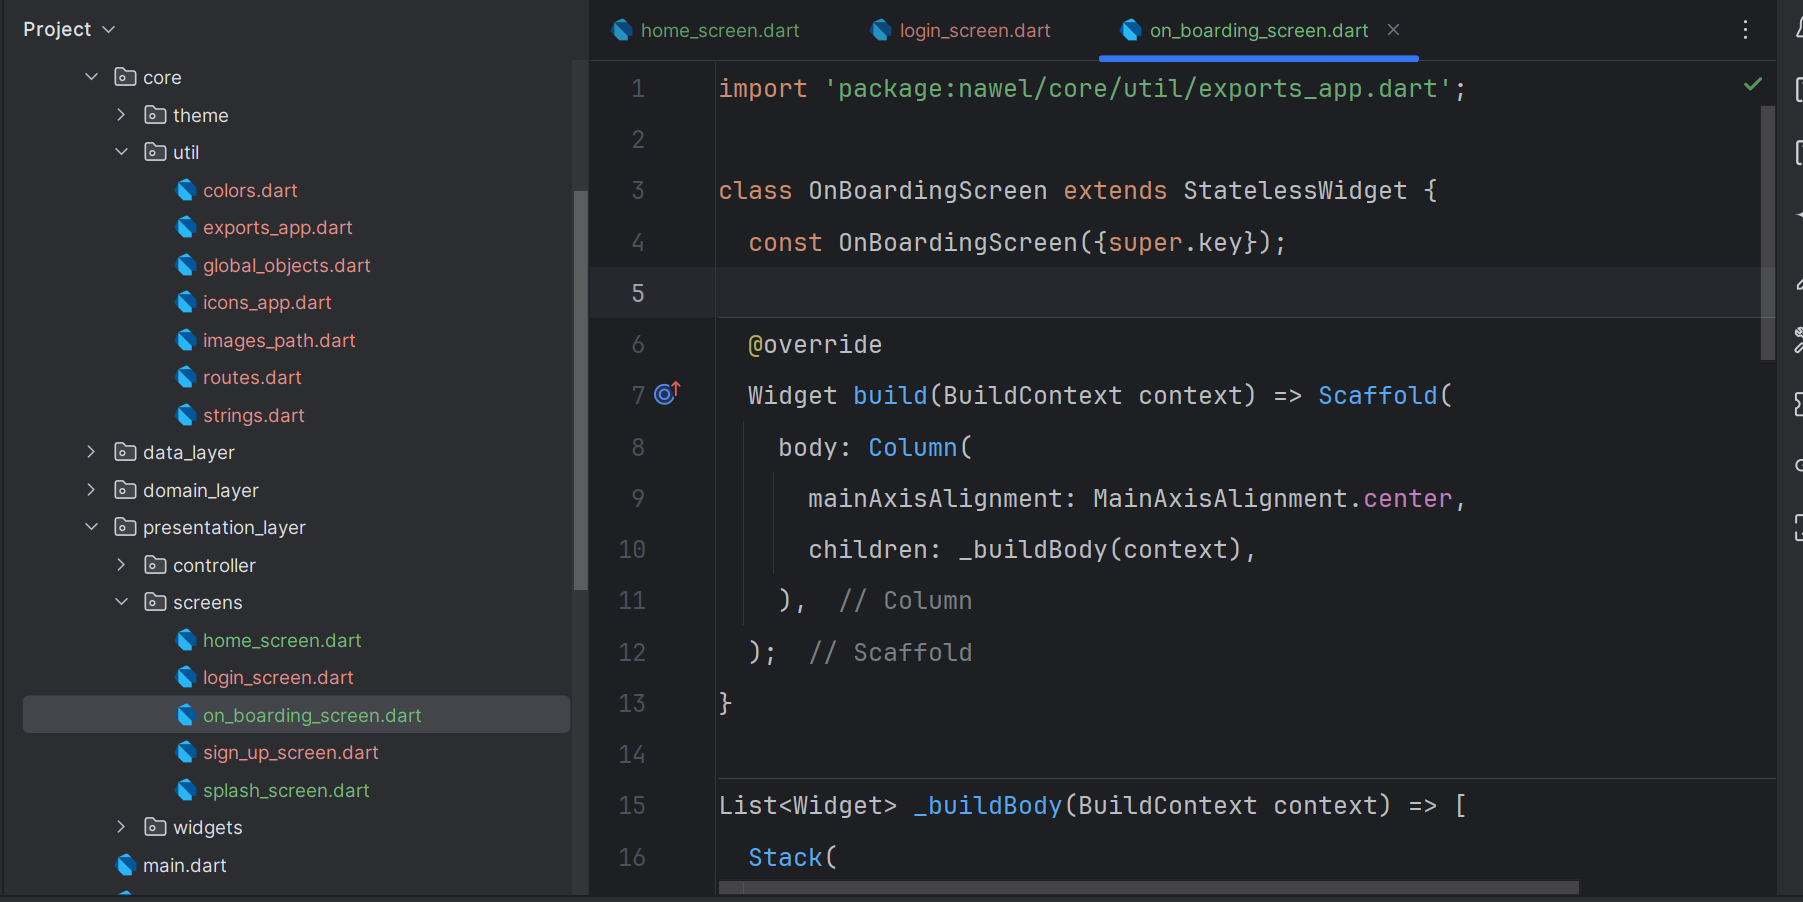 Project
core
theme
util
colors.dart
exports_app.dart
global_objects.dart
icons_app.dart
images_path.dart
routes.dart
strings.dart
data_layer
domain_layer
presentation_layer
controller
screens
home_screen.dart
login_screen.dart
on_boarding_screen.dart
sign_up_screen.dart
splash_screen.dart
widgets
main.dart
home_screen.dart login_screen.dart on_boarding_screen.dart
1 import 'package:nawel/core/util/exports_app.dart';
2
3 class OnBoardingScreen extends StatelessWidget {
4   const OnBoardingScreen({super.key});
5
6   @override
7   Widget build(BuildContext context) => Scaffold(
8     body: Column(
9       mainAxisAlignment: MainAxisAlignment.center,
10       children: _buildBody(context),
11     ),  // Column
12   );  // Scaffold
13 }
14
15 List<Widget> _buildBody(BuildContext context) => [
16   Stack(